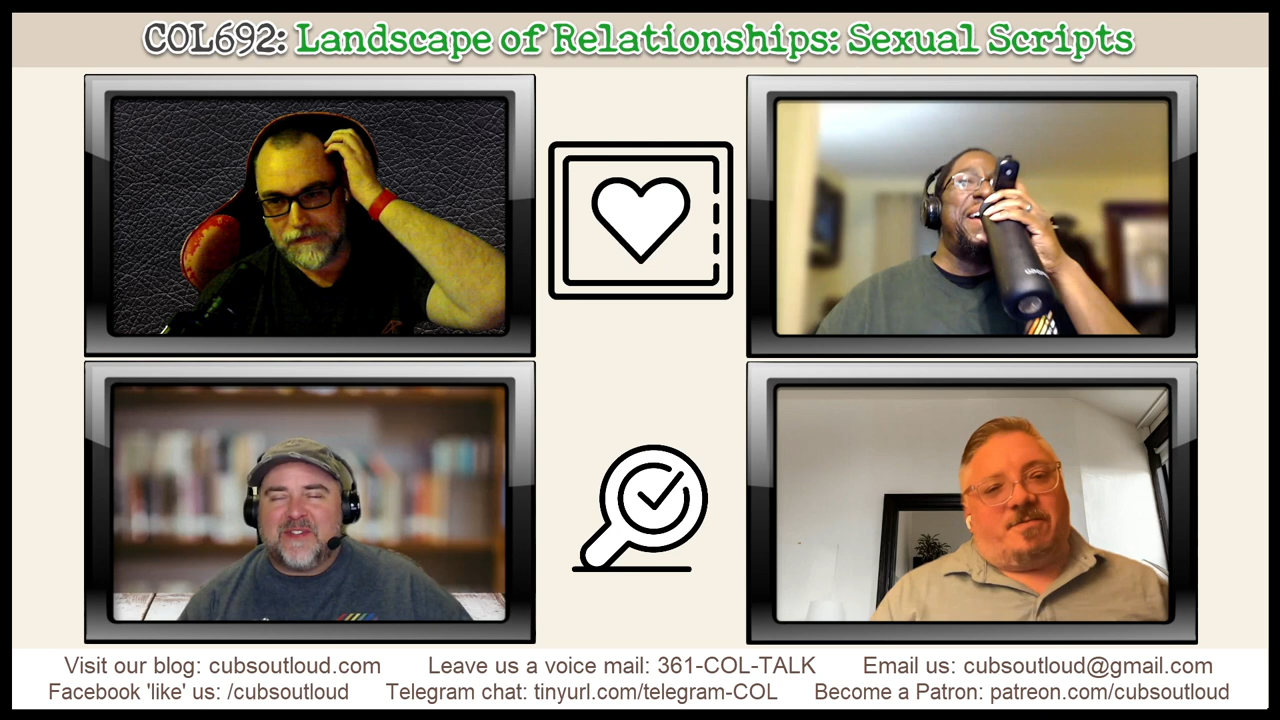 COL692: Landscape of Relationships: Sexual Scripts
Visit our blog: cubsoutloud.com Leave us a voice mail: 361-COL-TALK Email us: cubsoutloud@gmail.com
Facebook 'like' us: /cubsoutloud Telegram chat: tinyurl.com/telegram-COL Become a Patron: patreon.com/cubsoutloud